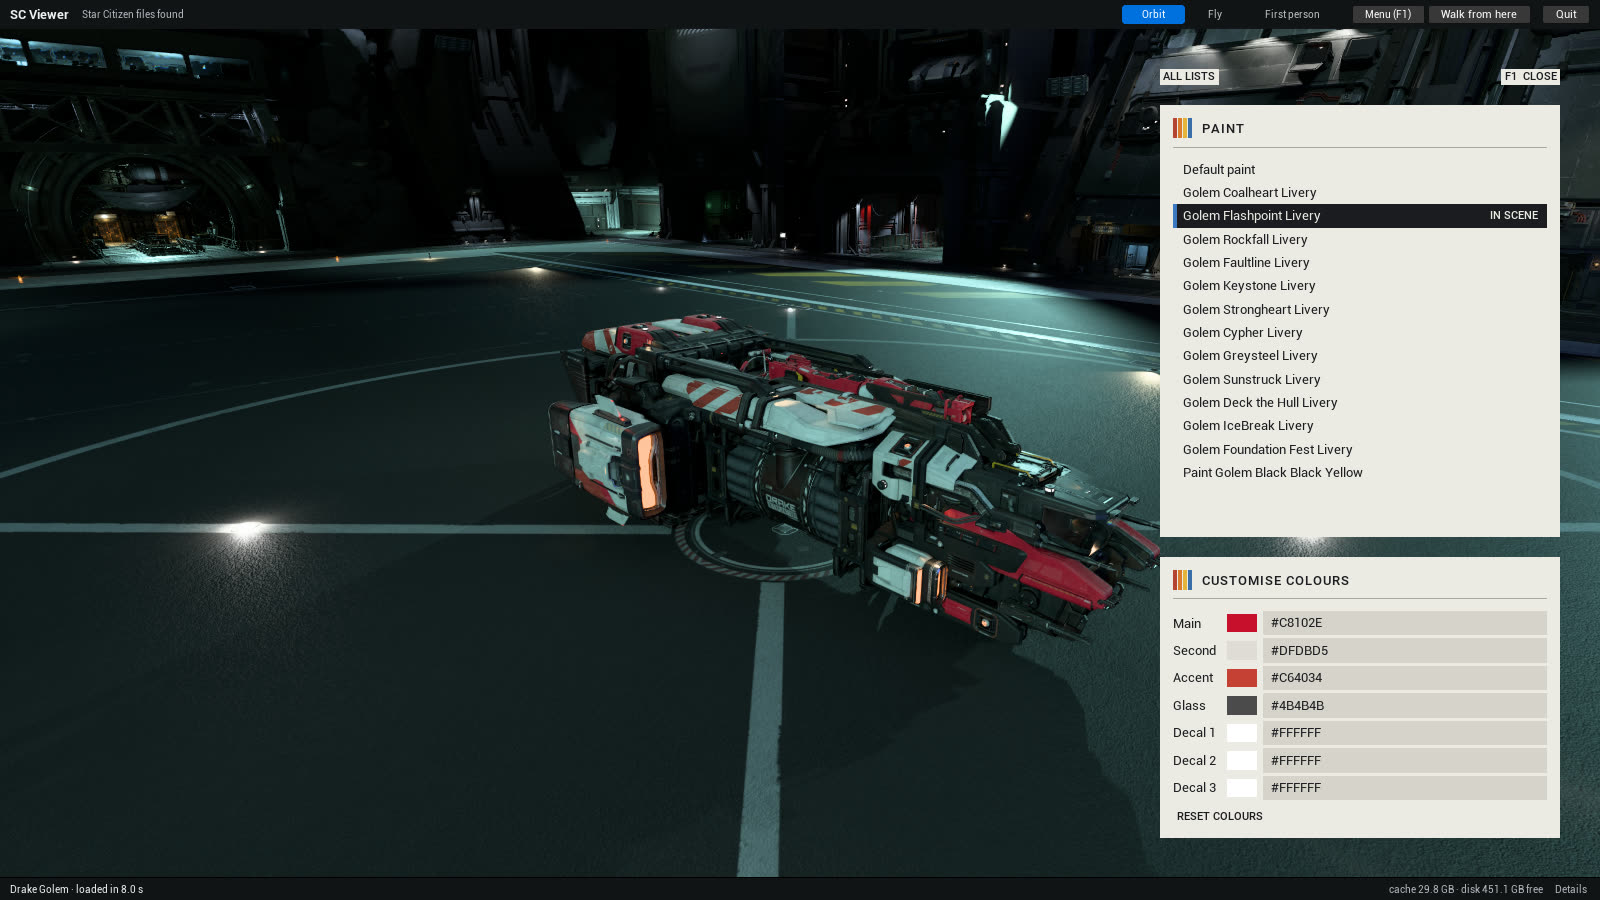 SC Viewer Star Citizen files found Orbit Fly First person Menu (F1) Walk from here Quit
ALL LISTS F1 CLOSE
PAINT
Default paint
Golem Coalheart Livery
Golem Flashpoint Livery IN SCENE
Golem Rockfall Livery
Golem Faultline Livery
Golem Keystone Livery
Golem Strongheart Livery
Golem Cypher Livery
Golem Greysteel Livery
Golem Sunstruck Livery
Golem Deck the Hull Livery
Golem IceBreak Livery
Golem Foundation Fest Livery
Paint Golem Black Black Yellow
DRAKE
CUSTOMISE COLOURS
Main #C8102E
Second #DFDBD5
Accent #C64034
Glass #4B4B4B
Decal 1 #FFFFFF
Decal 2 #FFFFFF
Decal 3 #FFFFFF
RESET COLOURS
Drake Golem · loaded in 8.0 s cache 29.8 GB · disk 451.1 GB free Details